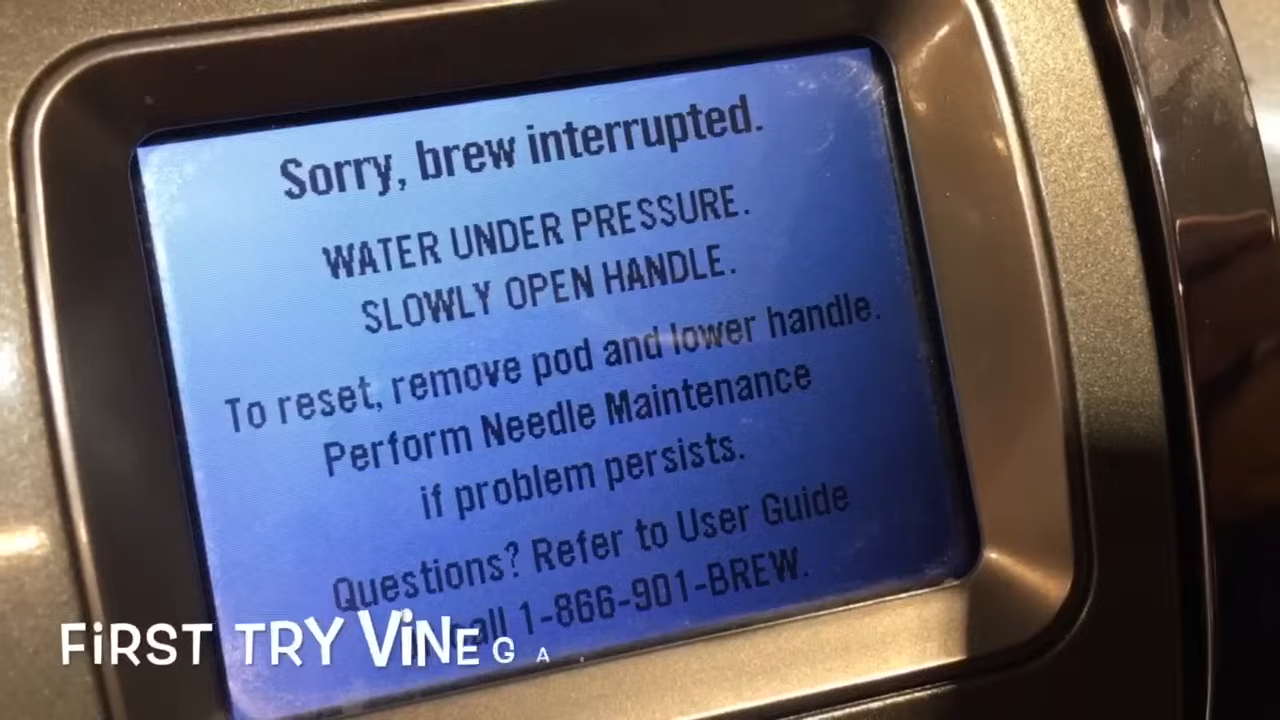 Sorry, brew interrupted.
WATER UNDER PRESSURE.
SLOWLY OPEN HANDLE.
To reset, remove pod and lower handle.
Perform Needle Maintenance
if problem persists.
Questions? Refer to User Guide
call 1-866-901-BREW.
FiRST TRY ViNEGA